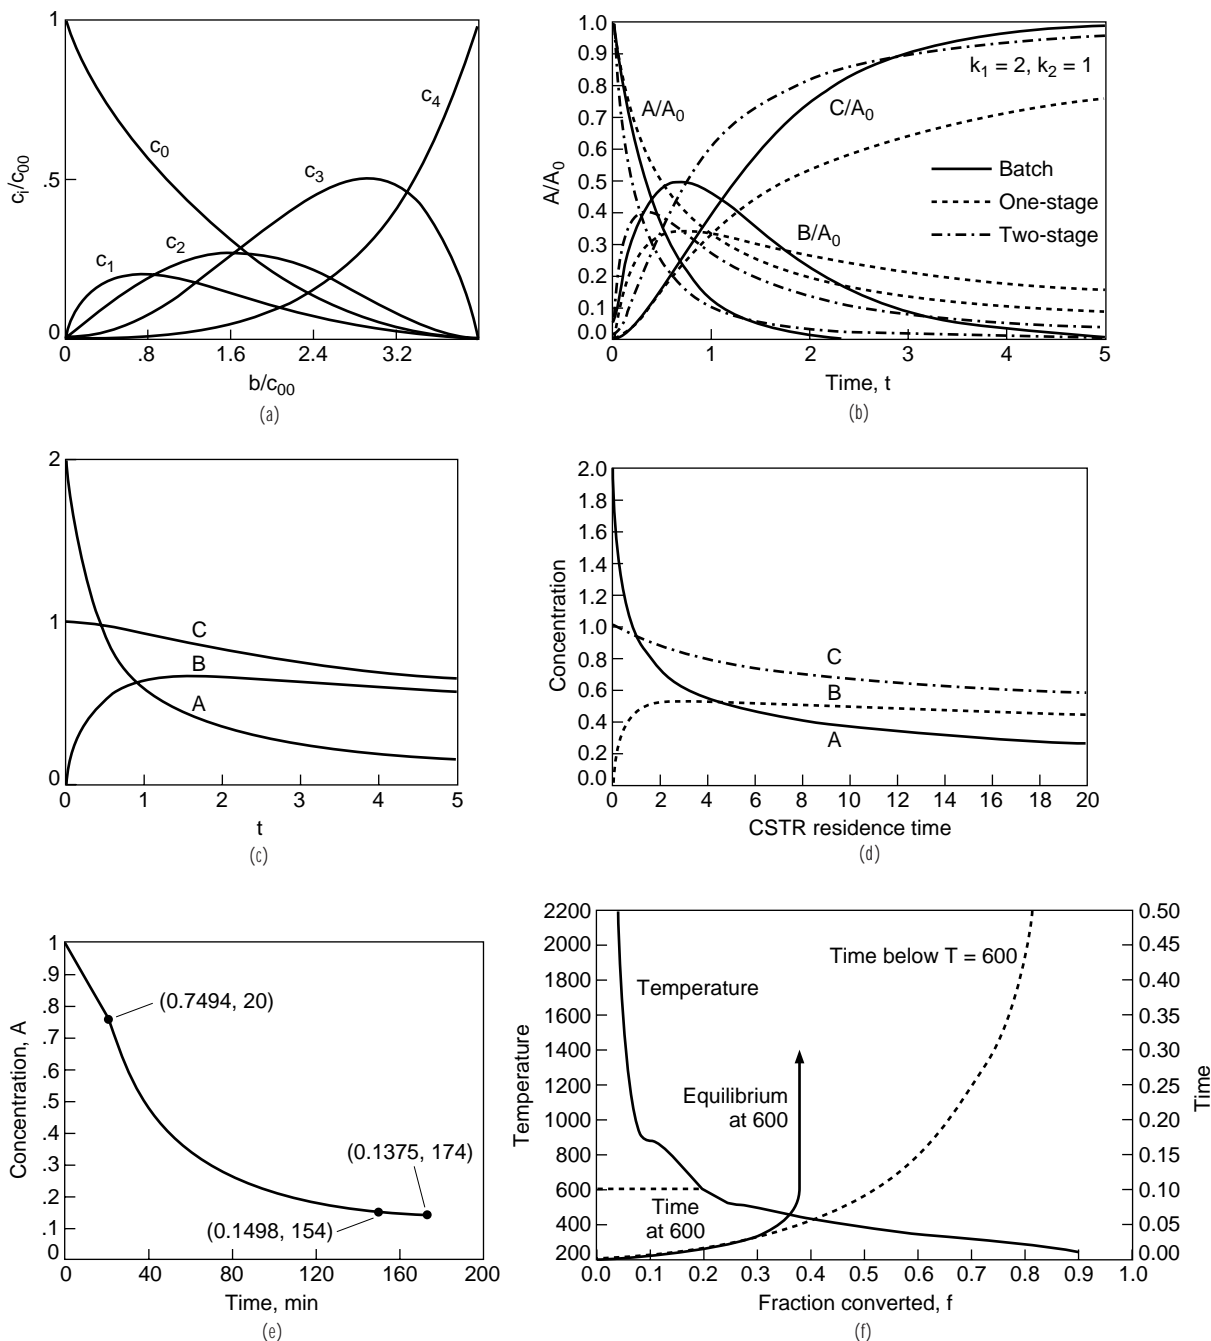 1
.5
0
c0
c1
c2
c3
c4
ci/c00
0
.8
1.6
2.4
3.2
b/c00
(a)
1.0
0.9
0.8
0.7
0.6
0.5
0.4
0.3
0.2
0.1
0.0
A/A0
k1 = 2, k2 = 1
A/A0
C/A0
B/A0
Batch
One-stage
Two-stage
0
1
2
3
4
5
Time, t
(b)
2
1
0
C
B
A
0
1
2
3
4
5
t
(c)
2.0
1.8
1.6
1.4
1.2
1.0
0.8
0.6
0.4
0.2
0.0
Concentration
C
B
A
0
2
4
6
8
10
12
14
16
18
20
CSTR residence time
(d)
1
.9
.8
.7
.6
.5
.4
.3
.2
.1
0
Concentration, A
(0.7494, 20)
(0.1375, 174)
(0.1498, 154)
0
40
80
120
160
200
Time, min
(e)
2200
2000
1800
1600
1400
1200
1000
800
600
400
200
Temperature
Time below T = 600
Temperature
Equilibrium
at 600
Time
at 600
0.50
0.45
0.40
0.35
0.30
0.25
0.20
0.15
0.10
0.05
0.00
Time
0.0
0.1
0.2
0.3
0.4
0.5
0.6
0.7
0.8
0.9
1.0
Fraction converted, f
(f)